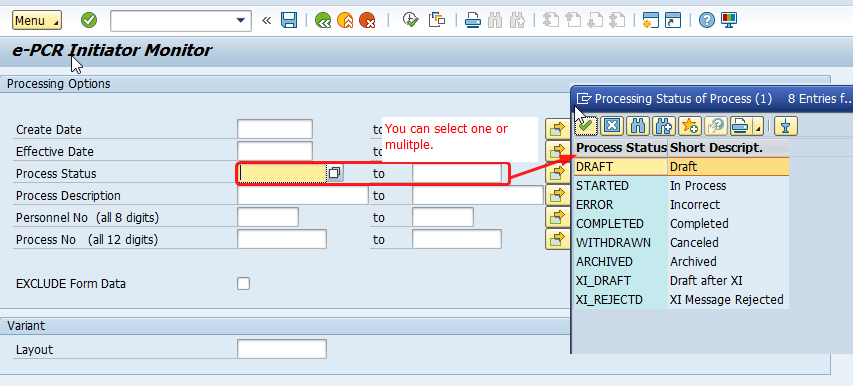 Menu
e-PCR Initiator Monitor
Processing Options
Create Date to
Effective Date to
You can select one or
mulitple.
Process Status to
Process Description to
Personnel No (all 8 digits) to
Process No (all 12 digits) to
EXCLUDE Form Data
Variant
Layout
Processing Status of Process (1) 8 Entries f...
Process Status Short Descript.
DRAFT Draft
STARTED In Process
ERROR Incorrect
COMPLETED Completed
WITHDRAWN Canceled
ARCHIVED Archived
XI_DRAFT Draft after XI
XI_REJECTD XI Message Rejected